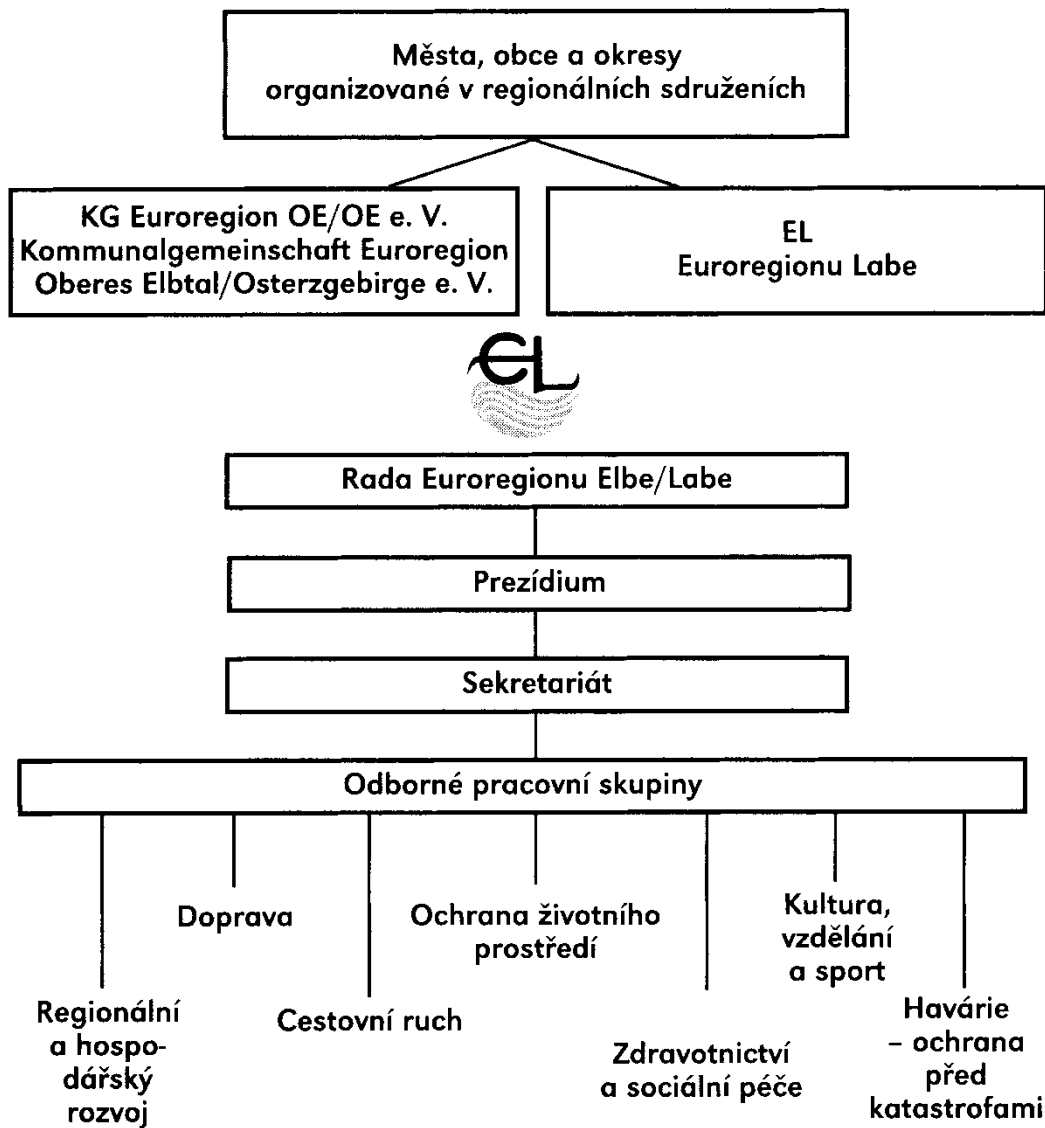 Města, obce a okresy
organizované v regionálních sdruženích
KG Euroregion OE/OE e. V.
Kommunalgemeinschaft Euroregion
Oberes Elbtal/Osterzgebirge e. V.
EL
Euroregionu Labe
EL
Rada Euroregionu Elbe/Labe
Prezídium
Sekretariát
Odborné pracovní skupiny
Regionální
a hospo-
dářský
rozvoj
Doprava
Cestovní ruch
Ochrana životního
prostředí
Zdravotnictví
a sociální péče
Kultura,
vzdělání
a sport
Havárie
– ochrana
před
katastrofami